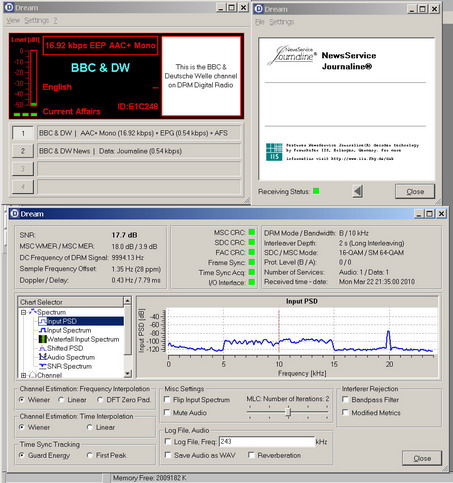 Dream
View Settings ?
Level [dB]
0
-10
-20
-30
-40
-50
16.92 kbps EEP AAC+ Mono
BBC & DW
English
Current Affairs
ID:E1C248
This is the BBC &
Deutsche Welle channel
on DRM Digital Radio
1 BBC & DW | AAC+ Mono (16.92 kbps) + EPG (0.54 kbps) + AFS
2 BBC & DW News | Data: Journaline (0.54 kbps)
3
4
Dream
File Settings
NewsService
Journaline®
NewsService
Journaline®
Features NewsService Journaline(R) decoder technology
by Fraunhofer IIS, Erlangen, Germany. For more
information visit http://www.iis.fhg.de/dab
IIS
Receiving Status:
Close
Dream
SNR: 17.7 dB
MSC WMER / MSC MER: 18.0 dB / 3.9 dB
DC Frequency of DRM Signal: 9994.13 Hz
Sample Frequency Offset: 1.35 Hz (28 ppm)
Doppler / Delay: 0.43 Hz / 7.79 ms
MSC CRC:
SDC CRC:
FAC CRC:
Frame Sync:
Time Sync Acq:
I/O Interface:
DRM Mode / Bandwidth: B / 10 kHz
Interleaver Depth: 2 s (Long Interleaving)
SDC / MSC Mode: 16-QAM / SM 64-QAM
Prot. Level (B / A): 0 / 0
Number of Services: Audio: 1 / Data: 1
Received time - date: Mon Mar 22 21:35:00 2010
Chart Selector
Spectrum
Input PSD
Input Spectrum
Waterfall Input Spectrum
Shifted PSD
Audio Spectrum
SNR Spectrum
Channel
Input PSD
Input PSD [dB]
-40
-60
-80
-100
-120
0 5 10 15 20
Frequency [kHz]
Channel Estimation: Frequency Interpolation
Wiener Linear DFT Zero Pad.
Channel Estimation: Time Interpolation
Wiener Linear
Time Sync Tracking
Guard Energy First Peak
Misc Settings
Flip Input Spectrum
Mute Audio
MLC: Number of Iterations: 2
Log File, Audio
Log File, Freq: 243 kHz
Save Audio as WAV Reverberation
Interferer Rejection
Bandpass Filter
Modified Metrics
Close
Memory Free: 2009182 K